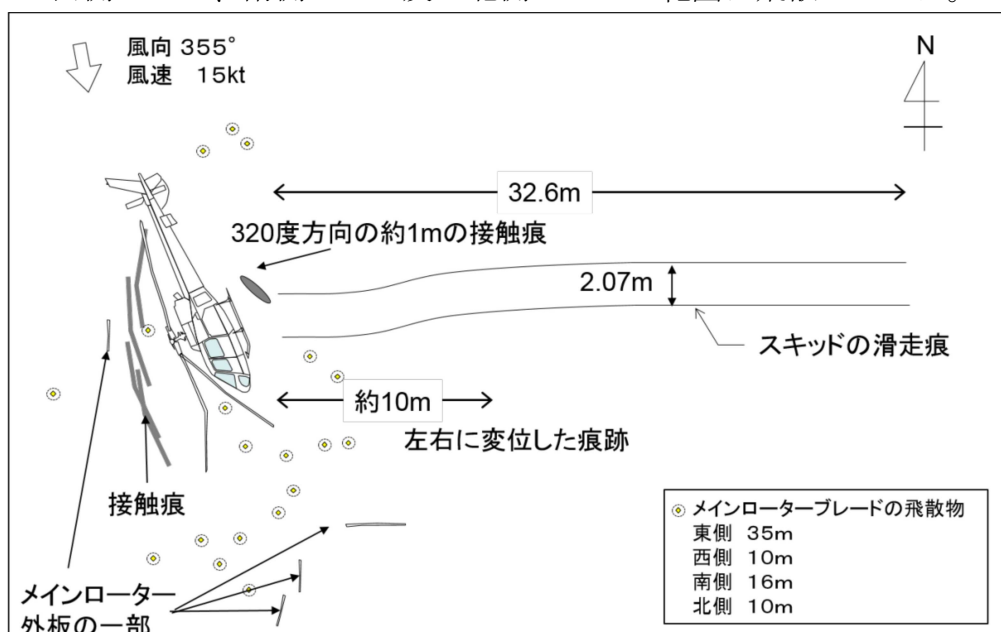 風向 355°
風速 15kt
N
32.6m
320度方向の約1mの接触痕
2.07m
スキッドの滑走痕
約10m
左右に変位した痕跡
接触痕
メインローターブレードの飛散物
東側 35m
西側 10m
南側 16m
北側 10m
メインローター
外板の一部